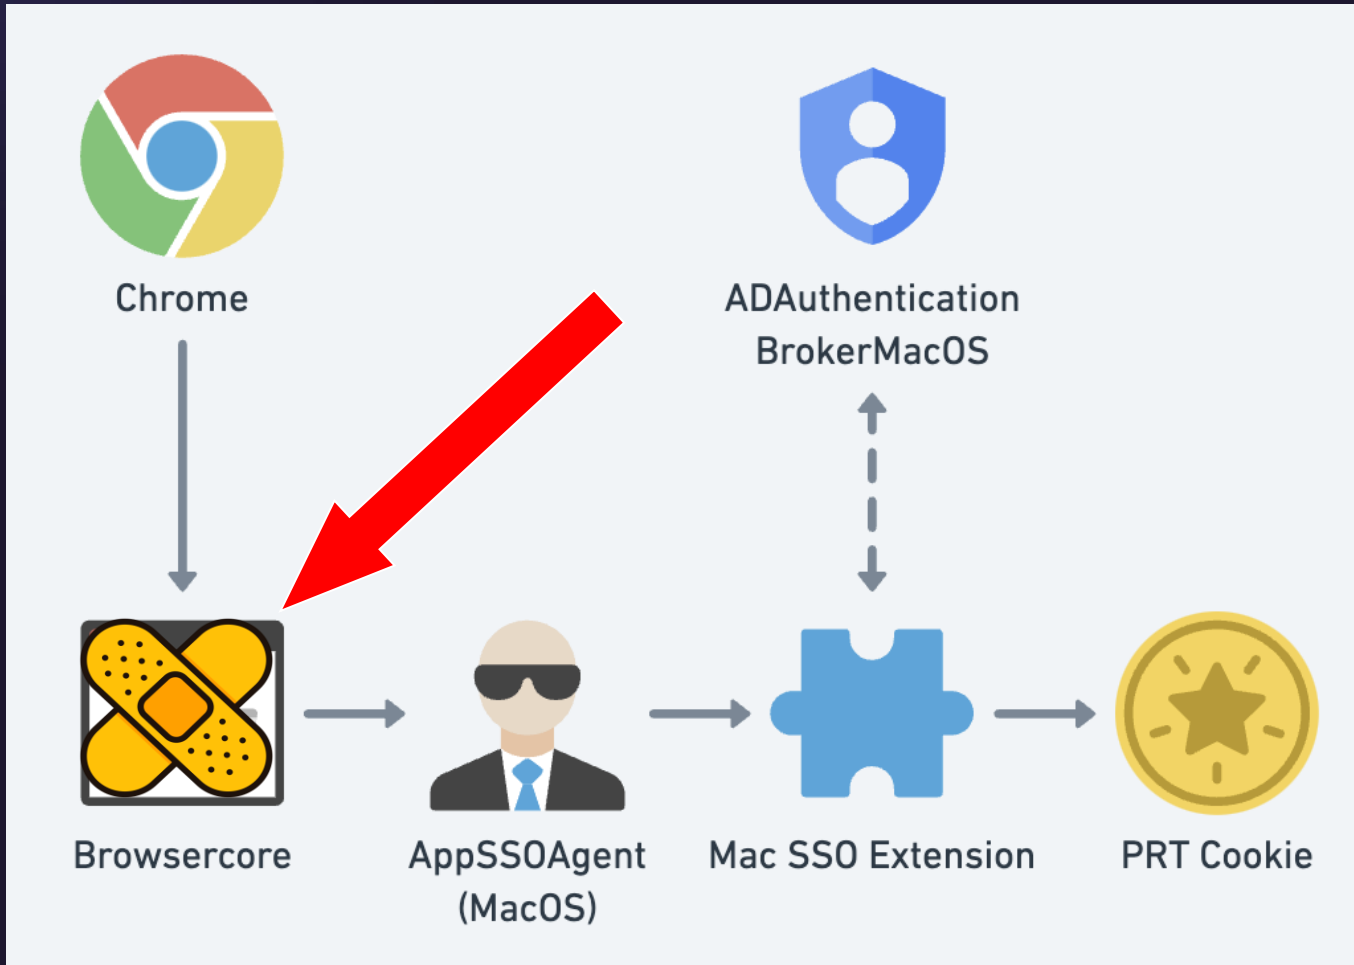 Chrome
ADAuthentication
BrokerMacOS
Browsercore
AppSSOAgent
(MacOS)
Mac SSO Extension
PRT Cookie